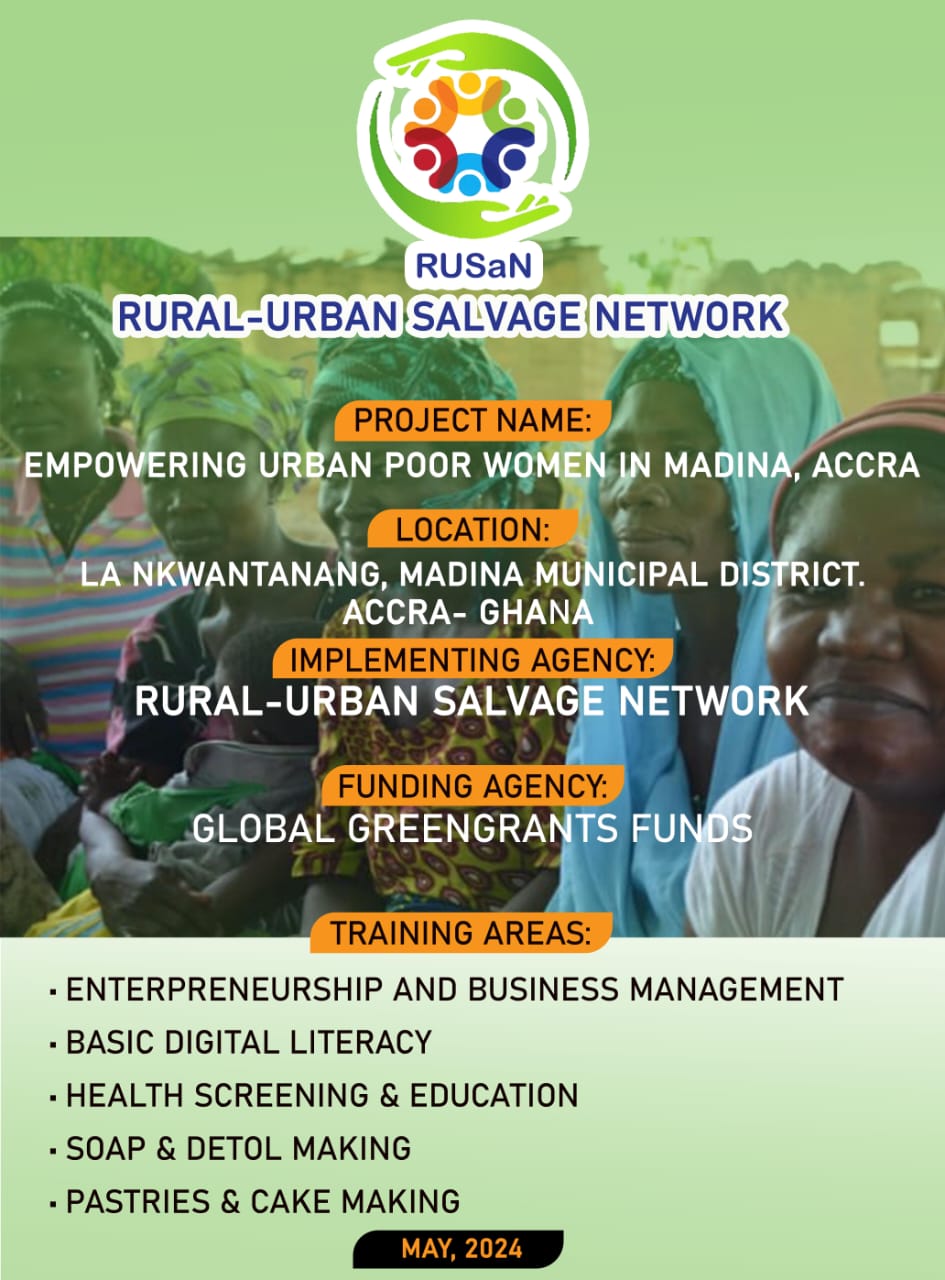 RUSaN
RURAL-URBAN SALVAGE NETWORK
PROJECT NAME:
EMPOWERING URBAN POOR WOMEN IN MADINA, ACCRA
LOCATION:
LA NKWANTANANG, MADINA MUNICIPAL DISTRICT.
ACCRA- GHANA
IMPLEMENTING AGENCY:
RURAL-URBAN SALVAGE NETWORK
FUNDING AGENCY:
GLOBAL GREENGRANTS FUNDS
TRAINING AREAS:
· ENTERPRENEURSHIP AND BUSINESS MANAGEMENT
· BASIC DIGITAL LITERACY
· HEALTH SCREENING & EDUCATION
· SOAP & DETOL MAKING
· PASTRIES & CAKE MAKING
MAY, 2024